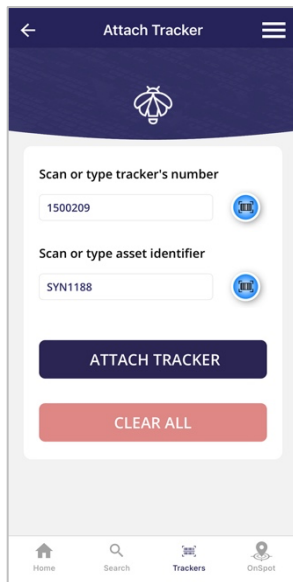 Attach Tracker
Scan or type tracker's number
1500209
Scan or type asset identifier
SYN1188
ATTACH TRACKER
CLEAR ALL
Home Search Trackers OnSpot